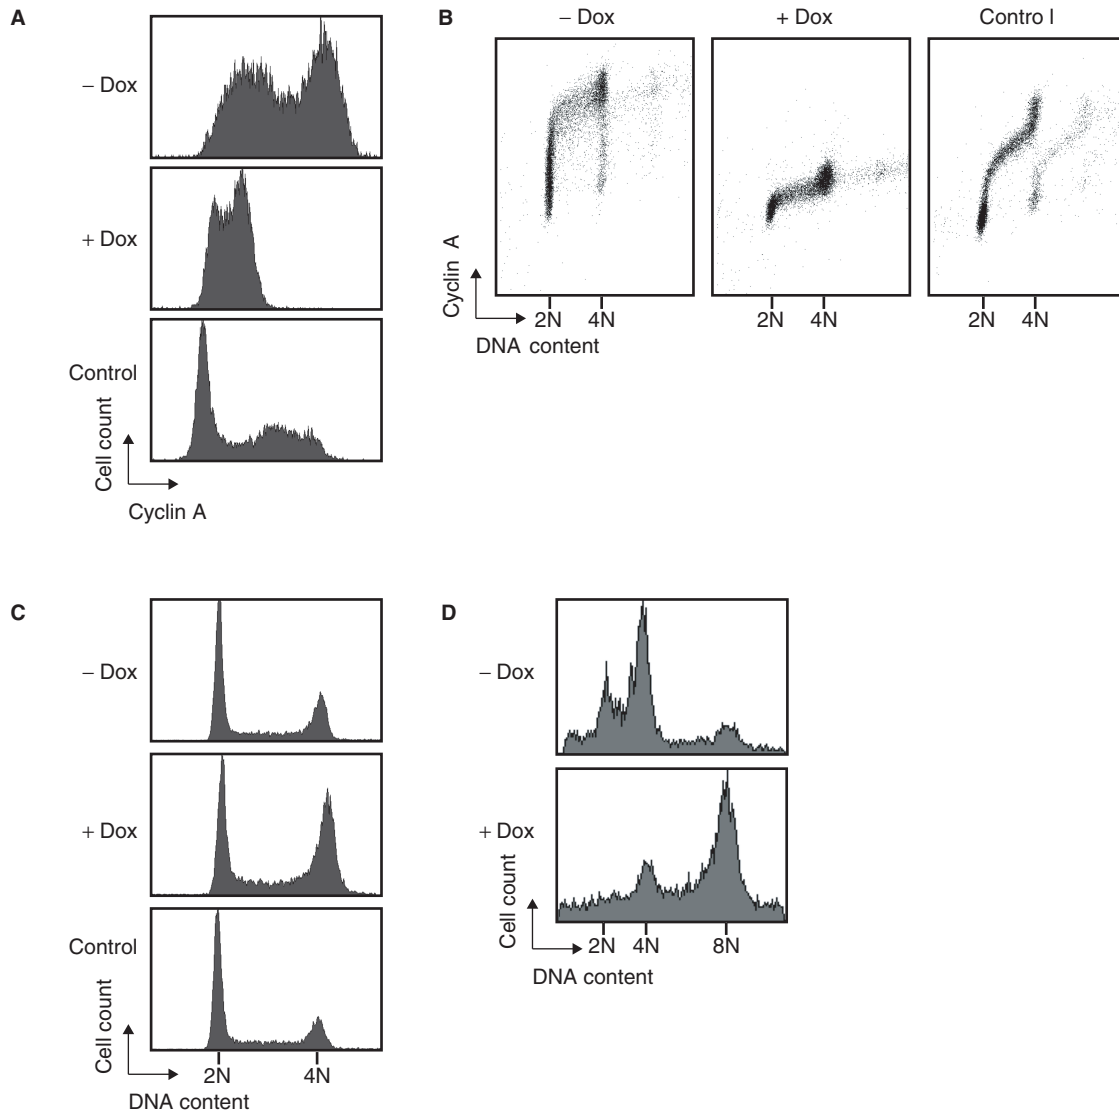 A
– Dox
+ Dox
Control
Cell count
Cyclin A
B
– Dox
+ Dox
Contro l
Cyclin A
2N 4N
2N 4N
2N 4N
DNA content
C
– Dox
+ Dox
Control
Cell count
2N 4N
DNA content
D
– Dox
+ Dox
Cell count
2N 4N 8N
DNA content